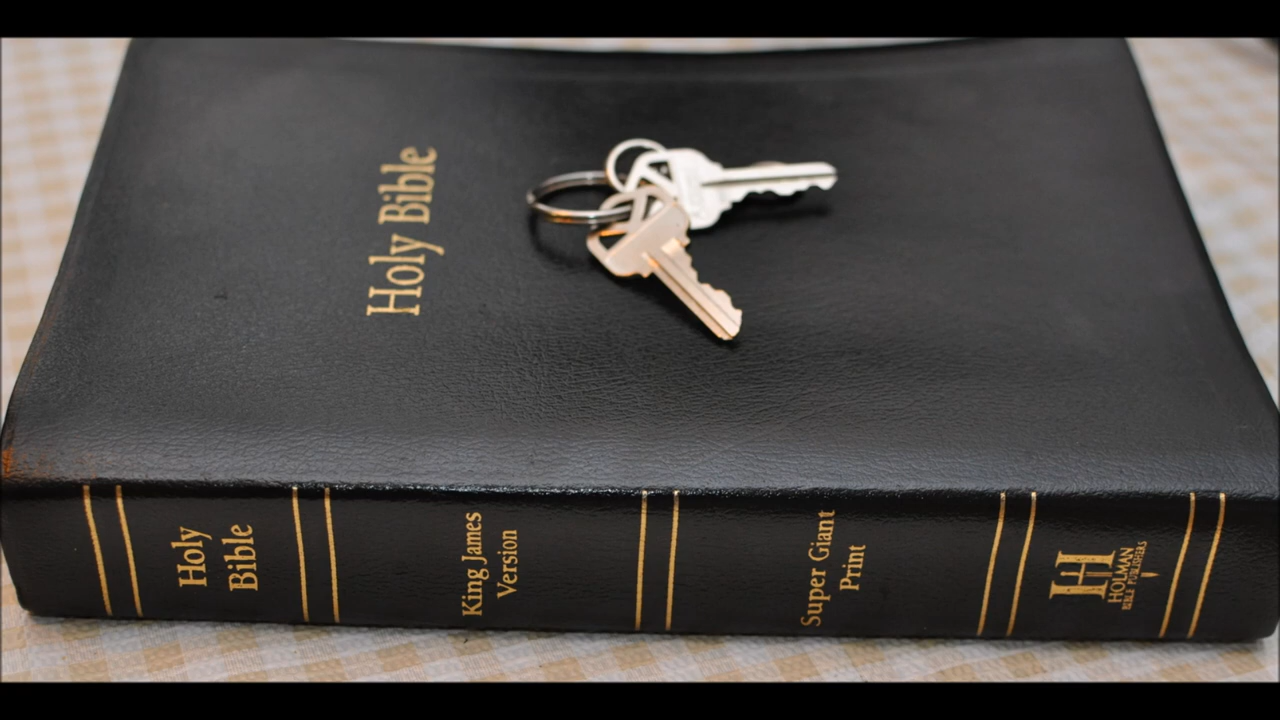 Holy Bible
Holy
Bible
King James
Version
Super Giant
Print
HOLMAN
BIBLE PUBLISHERS